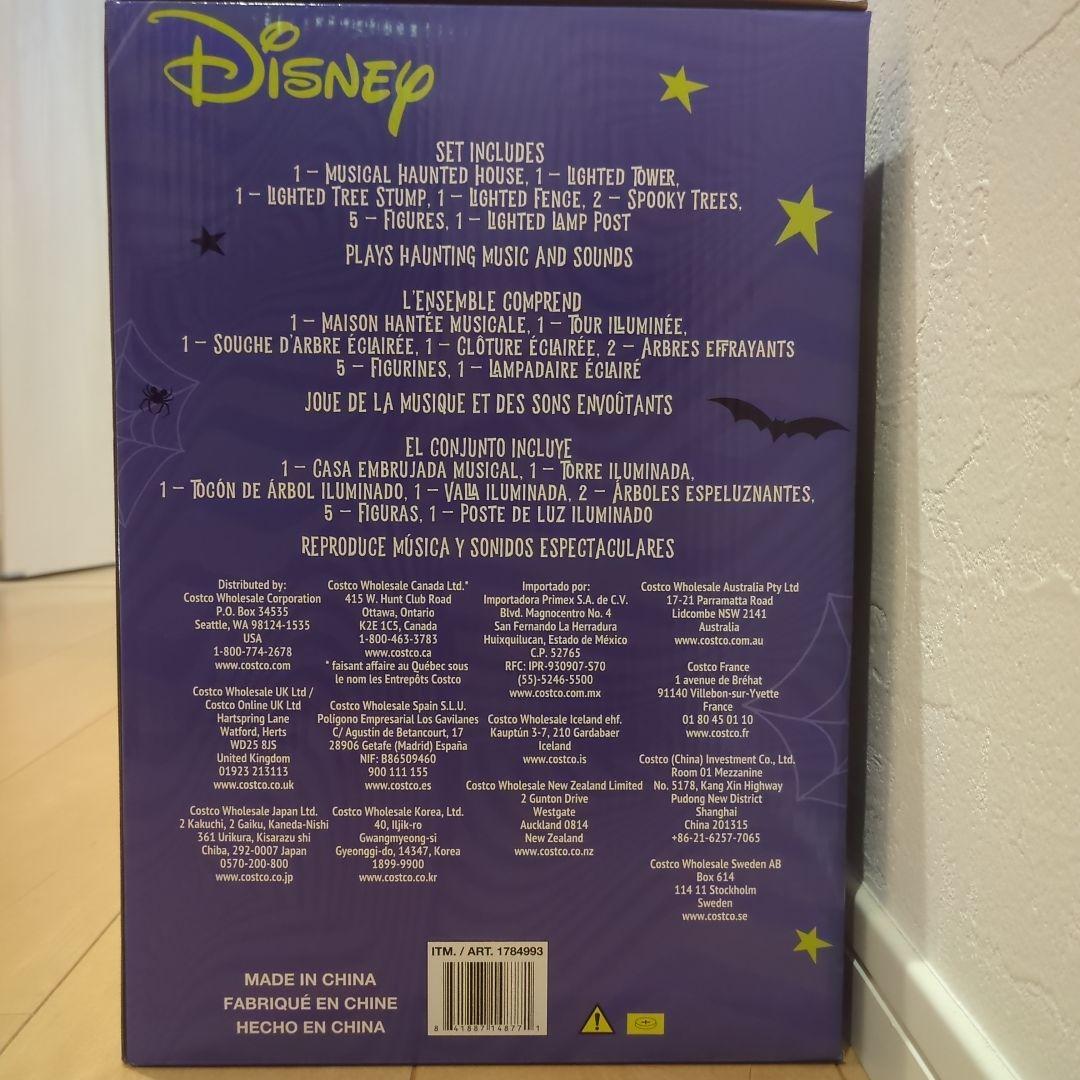 Disney
SET INCLUDES
1 – MUSICAL HAUNTED HOUSE, 1 – LIGHTED TOWER,
1 – LIGHTED TREE STUMP, 1 – LIGHTED FENCE, 2 – SPOOKY TREES,
5 – FIGURES, 1 – LIGHTED LAMP POST
PLAYS HAUNTING MUSIC AND SOUNDS
L'ENSEMBLE COMPREND
1 – MAISON HANTÉE MUSICALE, 1 – TOUR ILLUMINÉE,
1 – SOUCHE D'ARBRE ÉCLAIRÉE, 1 – CLÔTURE ÉCLAIRÉE, 2 – ARBRES EFFRAYANTS
5 – FIGURINES, 1 – LAMPADAIRE ÉCLAIRÉ
JOUE DE LA MUSIQUE ET DES SONS ENVOÛTANTS
EL CONJUNTO INCLUYE
1 – CASA EMBRUJADA MUSICAL, 1 – TORRE ILUMINADA,
1 – TOCÓN DE ÁRBOL ILUMINADO, 1 – VALLA ILUMINADA, 2 – ÁRBOLES ESPELUZNANTES,
5 – FIGURAS, 1 – POSTE DE LUZ ILUMINADO
REPRODUCE MÚSICA Y SONIDOS ESPECTACULARES
Distributed by:
Costco Wholesale Corporation
P.O. Box 34535
Seattle, WA 98124-1535
USA
1-800-774-2678
www.costco.com
Costco Wholesale UK Ltd /
Costco Online UK Ltd
Hartspring Lane
Watford, Herts
WD25 8JS
United Kingdom
01923 213113
www.costco.co.uk
Costco Wholesale Japan Ltd.
2 Kakuchi, 2 Gaiku, Kaneda-Nishi
361 Urikura, Kisarazu shi
Chiba, 292-0007 Japan
0570-200-800
www.costco.co.jp
Costco Wholesale Canada Ltd.*
415 W. Hunt Club Road
Ottawa, Ontario
K2E 1C5, Canada
1-800-463-3783
www.costco.ca
* faisant affaire au Québec sous
le nom les Entrepôts Costco
Costco Wholesale Spain S.L.U.
Polígono Empresarial Los Gavilanes
C/ Agustín de Betancourt, 17
28906 Getafe (Madrid) España
NIF: B86509460
900 111 155
www.costco.es
Costco Wholesale Korea, Ltd.
40, Iljik-ro
Gwangmyeong-si
Gyeonggi-do, 14347, Korea
1899-9900
www.costco.co.kr
Importado por:
Importadora Primex S.A. de C.V.
Blvd. Magnocentro No. 4
San Fernando La Herradura
Huixquilucan, Estado de México
C.P. 52765
RFC: IPR-930907-S70
(55)-5246-5500
www.costco.com.mx
Costco Wholesale Iceland ehf.
Kauptún 3-7, 210 Gardabaer
Iceland
www.costco.is
Costco Wholesale New Zealand Limited
2 Gunton Drive
Westgate
Auckland 0814
New Zealand
www.costco.co.nz
Costco Wholesale Australia Pty Ltd
17-21 Parramatta Road
Lidcombe NSW 2141
Australia
www.costco.com.au
Costco France
1 avenue de Bréhat
91140 Villebon-sur-Yvette
France
01 80 45 01 10
www.costco.fr
Costco (China) Investment Co., Ltd.
Room 01 Mezzanine
No. 5178, Kang Xin Highway
Pudong New District
Shanghai
China 201315
+86-21-6257-7065
Costco Wholesale Sweden AB
Box 614
114 11 Stockholm
Sweden
www.costco.se
MADE IN CHINA
FABRIQUÉ EN CHINE
HECHO EN CHINA
ITM. / ART. 1784993
8 41887 14877 1